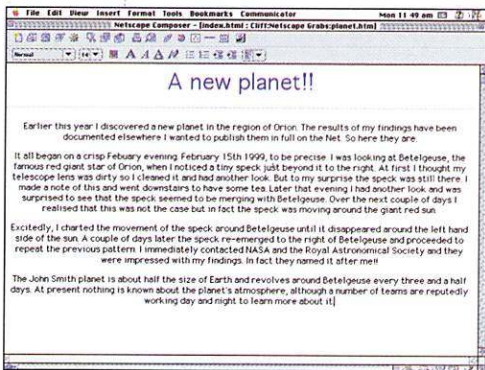 File Edit View Insert Format Tools Bookmarks Communicator Mon 11 49 am
Netscape Composer - [index.html : Cliff:Netscape Grabs:planet.htm]
Normal
A new planet!!
Earlier this year I discovered a new planet in the region of Orion. The results of my findings have been
documented elsewhere I wanted to publish them in full on the Net. So here they are.
It all began on a crisp Febuary evening. February 15th 1999, to be precise. I was looking at Betelgeuse, the
famous red giant star of Orion, when I noticed a tiny speck just beyond it to the right. At first I thought my
telescope lens was dirty so I cleaned it and had another look. But to my surprise the speck was still there. I
made a note of this and went downstairs to have some tea. Later that evening I had another look and was
surprised to see that the speck seemed to be merging with Betelgeuse. Over the next couple of days I
realised that this was not the case but in fact the speck was moving around the giant red sun.
Excitedly, I charted the movement of the speck around Betelgeuse until it disappeared around the left hand
side of the sun. A couple of days later the speck re-emerged to the right of Betelgeuse and proceeded to
repeat the previous pattern. I immediately contacted NASA and the Royal Astronomical Society and they
were impressed with my findings. In fact they named it after me!!
The John Smith planet is about half the size of Earth and revolves around Betelgeuse every three and a half
days. At present nothing is known about the planet's atmosphere, although a number of teams are reputedly
working day and night to learn more about it.